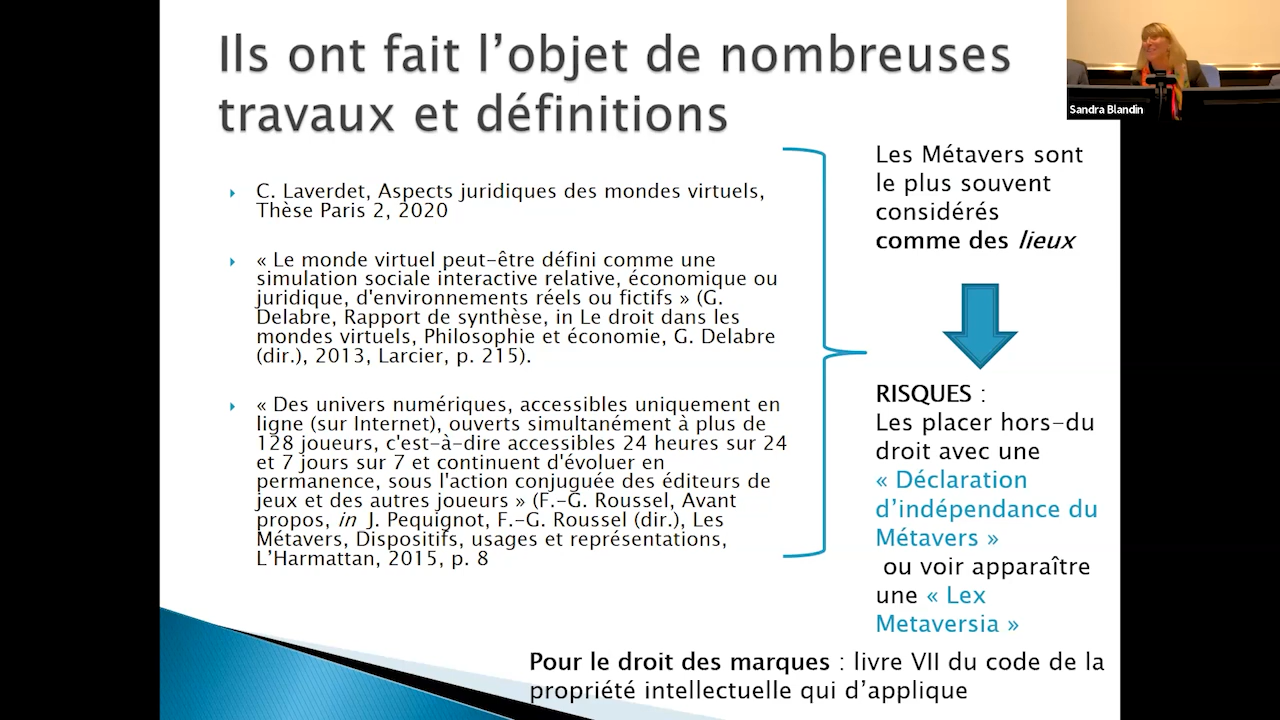 Ils ont fait l’objet de nombreuses
travaux et définitions
C. Laverdet, Aspects juridiques des mondes virtuels,
Thèse Paris 2, 2020
« Le monde virtuel peut-être défini comme une
simulation sociale interactive relative, économique ou
juridique, d'environnements réels ou fictifs » (G.
Delabre, Rapport de synthèse, in Le droit dans les
mondes virtuels, Philosophie et économie, G. Delabre
(dir.), 2013, Larcier, p. 215).
« Des univers numériques, accessibles uniquement en
ligne (sur Internet), ouverts simultanément à plus de
128 joueurs, c'est-à-dire accessibles 24 heures sur 24
et 7 jours sur 7 et continuent d'évoluer en
permanence, sous l'action conjuguée des éditeurs de
jeux et des autres joueurs » (F.-G. Roussel, Avant
propos, in J. Pequignot, F.-G. Roussel (dir.), Les
Métavers, Dispositifs, usages et représentations,
L’Harmattan, 2015, p. 8
Les Métavers sont
le plus souvent
considérés
comme des lieux
RISQUES :
Les placer hors-du
droit avec une
« Déclaration
d’indépendance du
Métavers »
ou voir apparaître
une « Lex
Metaversia »
Pour le droit des marques : livre VII du code de la
propriété intellectuelle qui d’applique
Sandra Blandin